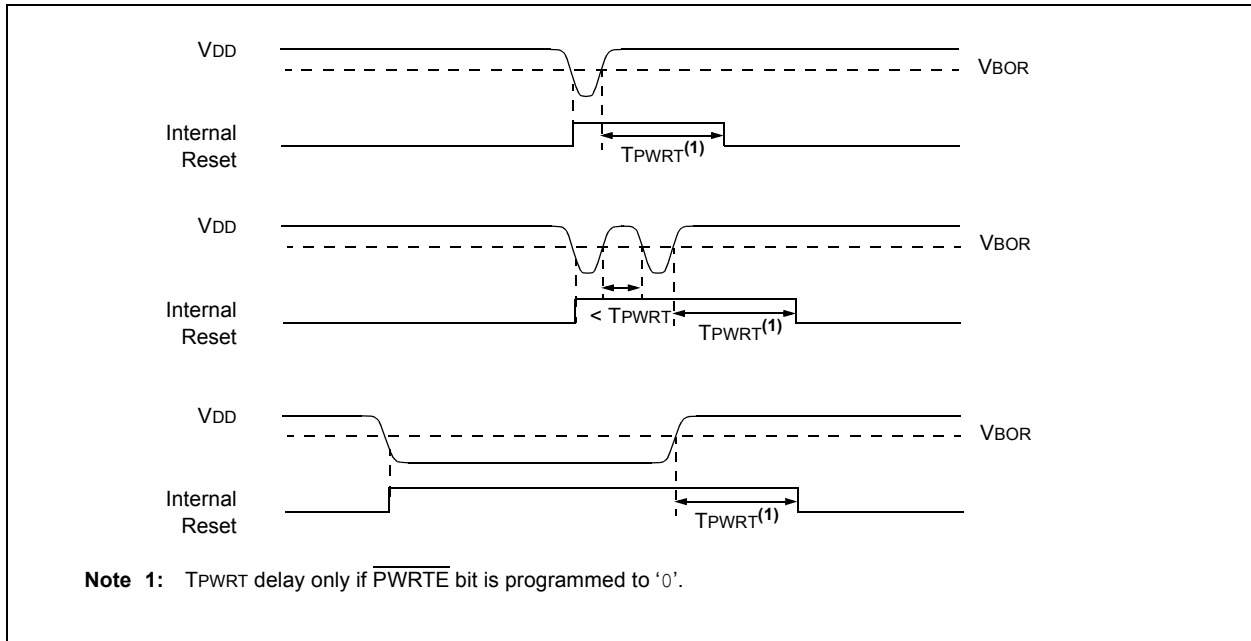 VDD
VBOR
Internal
Reset
TPWRT(1)
VDD
VBOR
Internal
Reset
< TPWRT
TPWRT(1)
VDD
VBOR
Internal
Reset
TPWRT(1)
Note 1: TPWRT delay only if PWRTE bit is programmed to ‘0’.